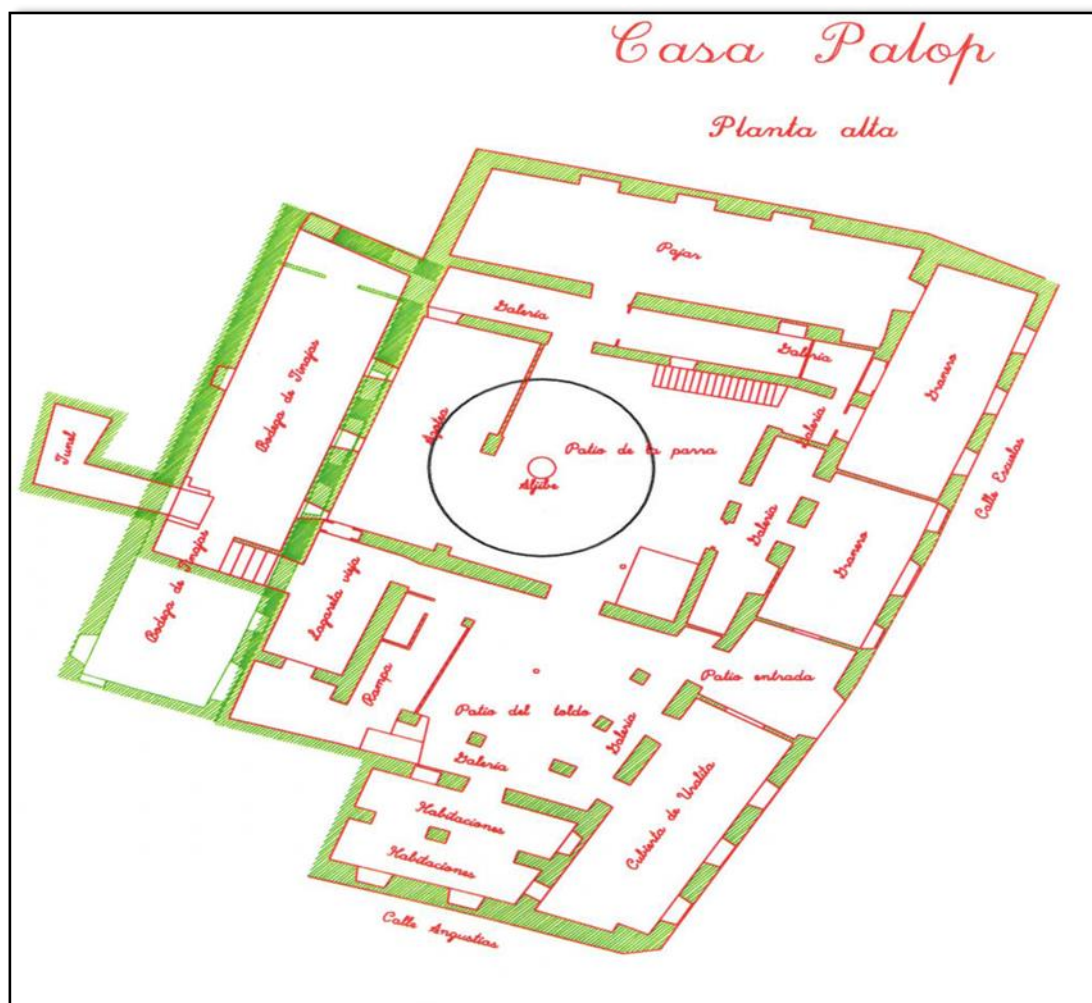 Casa Palop
Planta alta
Pajar
Galería
Galería
Granero
Bodega de Tinajas
Galería
Patio de la parra
Aljibe
Tunel
Calle Escuelas
Galería
Granero
Bodega de Tinajas
Lagareta vieja
Rampa
Patio entrada
Patio del toldo
Galería
Galería
Cubierta de Uralita
Habitaciones
Habitaciones
Calle Angustias